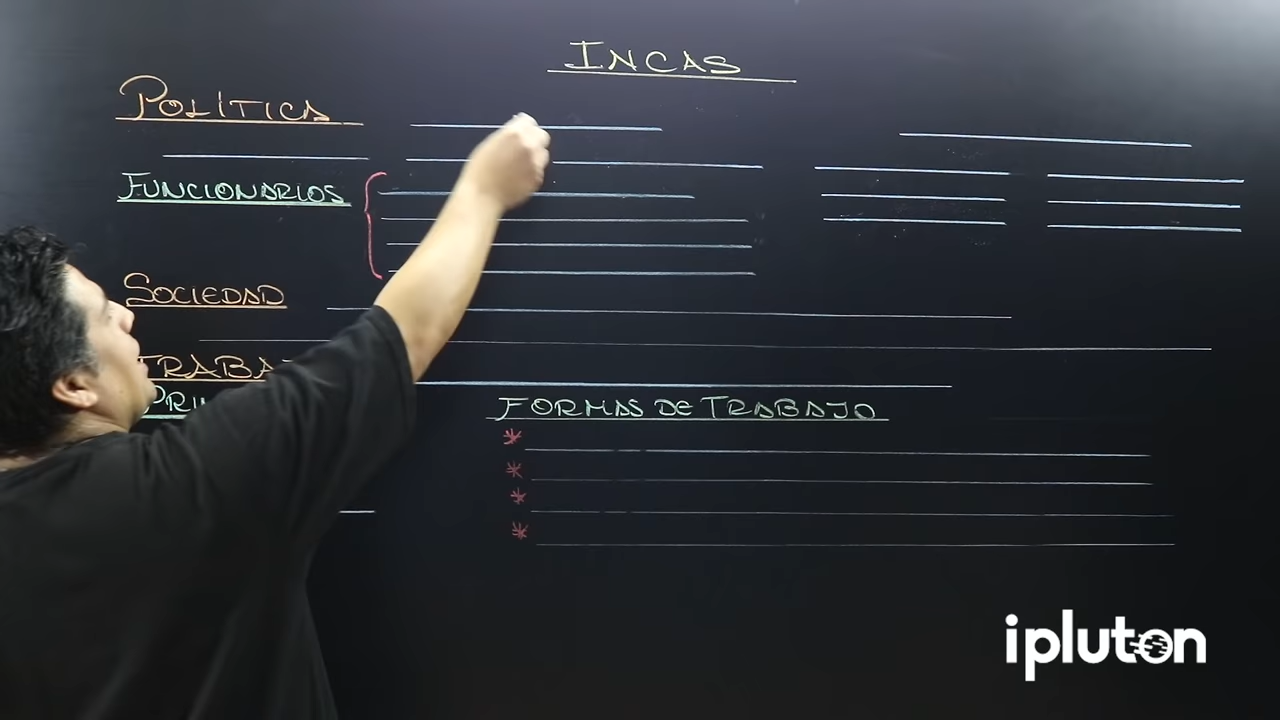 INCAS
POLÍTICA
FUNCIONARIOS
SOCIEDAD
FORMAS DE TRABAJO
*
*
*
*
ipluton